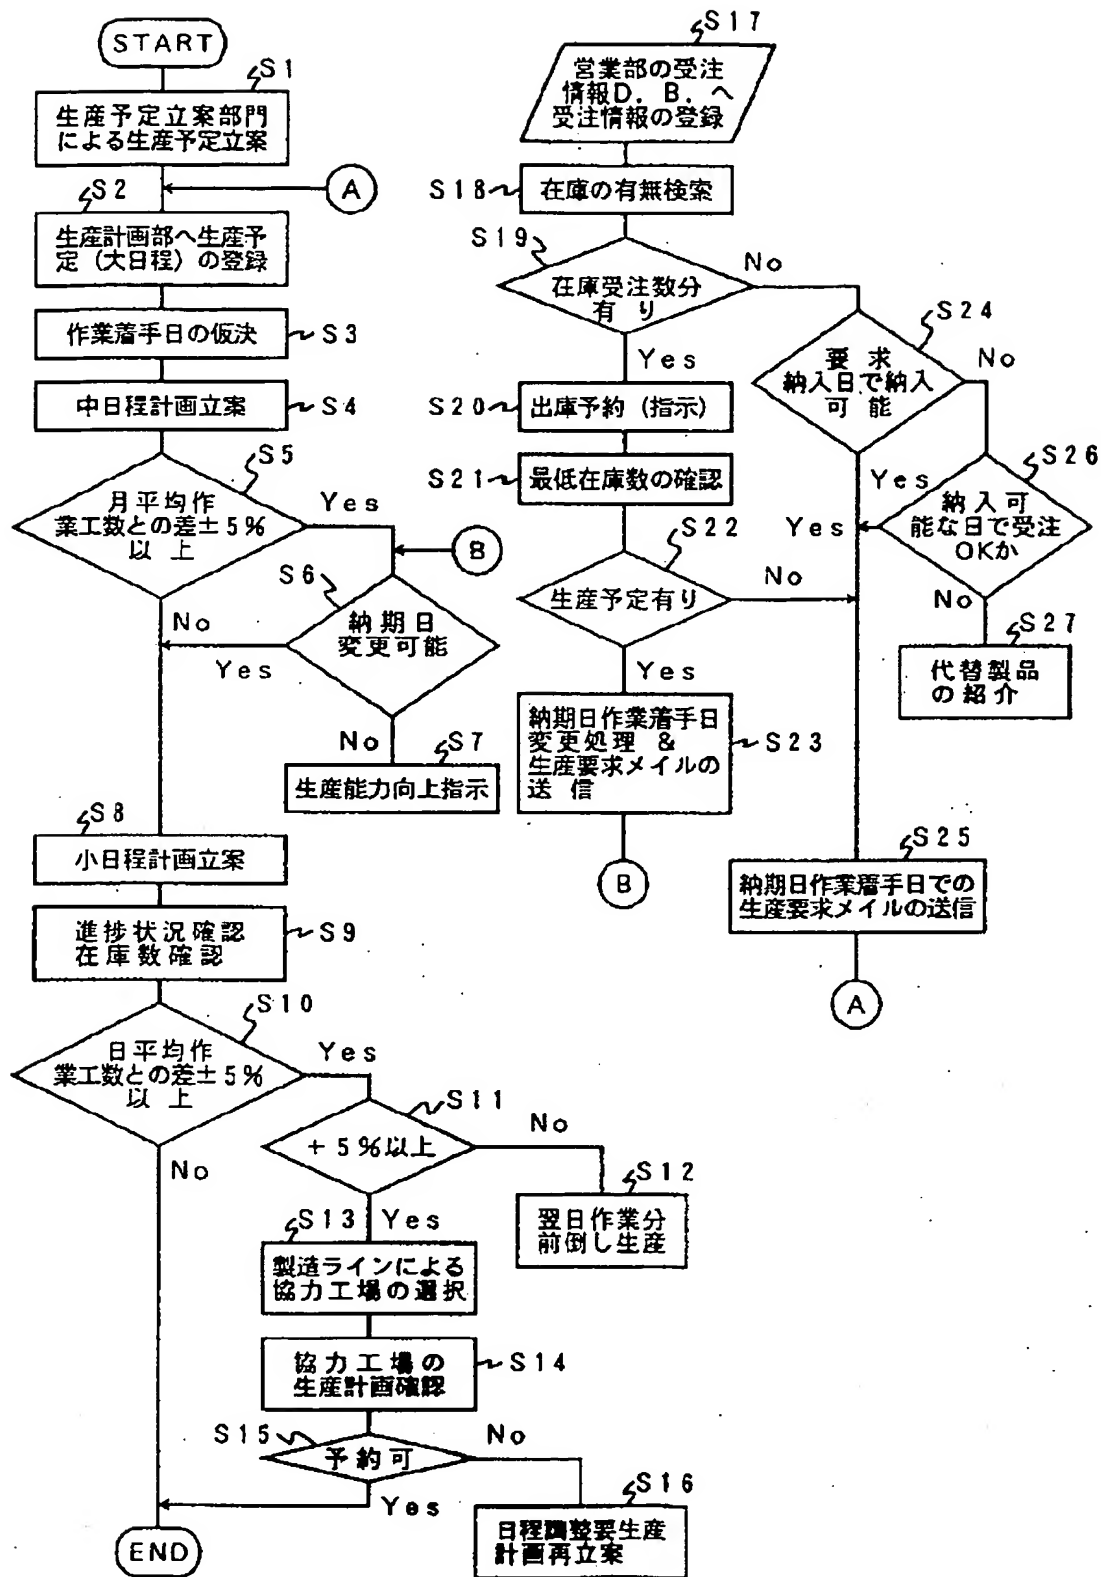 START
S1
生産予定立案部門
による生産予定立案
A
S2
生産計画部へ生産予
定（大日程）の登録
作業着手日の仮決
S3
中日程計画立案
S4
S5
月平均作
業工数との差±5%
以上
Yes
No
B
S6
納期日
変更可能
Yes
No
S7
生産能力向上指示
S8
小日程計画立案
進捗状況確認
在庫数確認
S9
S10
日平均作
業工数との差±5%
以上
Yes
No
S11
+5%以上
No
Yes
S12
翌日作業分
前倒し生産
S13
製造ラインによる
協力工場の選択
協力工場の
生産計画確認
S14
S15
予約可
No
Yes
S16
日程調整要生産
計画再立案
END
S17
営業部の受注
情報D．B．へ
受注情報の登録
S18
在庫の有無検索
S19
在庫受注数分
有り
No
Yes
S20
出庫予約（指示）
S21
最低在庫数の確認
S22
生産予定有り
No
Yes
納期日作業着手日
変更処理 &
生産要求メイルの
送信
S23
B
S24
要求
納入日で納入
可能
No
Yes
S26
納入可
能な日で受注
OKか
Yes
No
S27
代替製品
の紹介
S25
納期日作業着手日での
生産要求メイルの送信
A